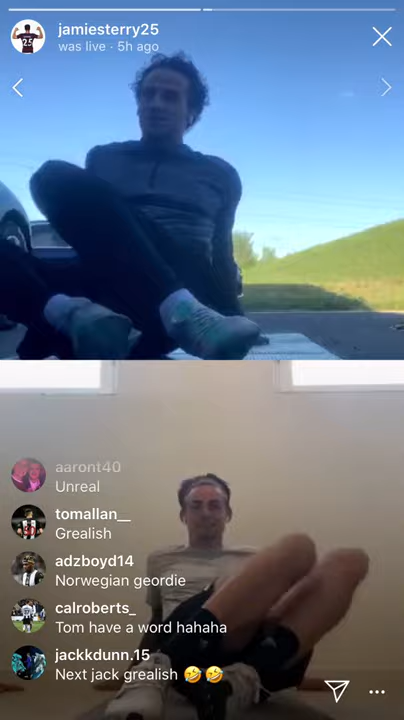 jamiesterry25
was live · 5h ago
25
aaront40
Unreal
tomallan__
Grealish
adzboyd14
Norwegian geordie
calroberts_
Tom have a word hahaha
jackkdunn.15
Next jack grealish 🤣🤣